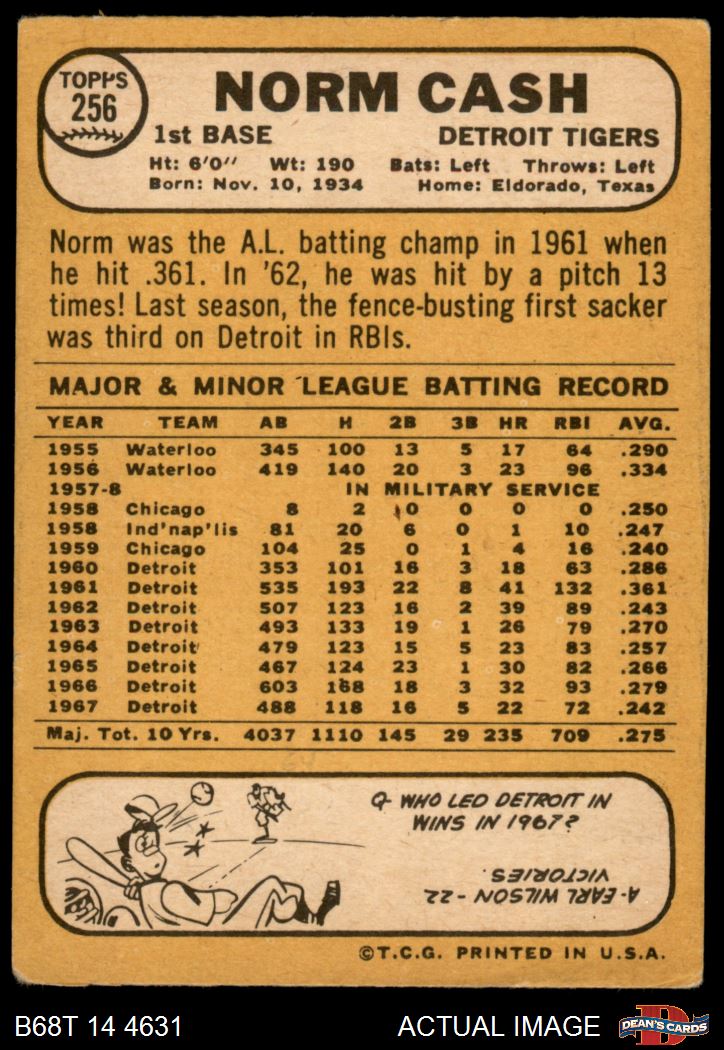 TOPPS
256
NORM CASH
1st BASE DETROIT TIGERS
Ht: 6'0" Wt: 190 Bats: Left Throws: Left
Born: Nov. 10, 1934 Home: Eldorado, Texas
Norm was the A.L. batting champ in 1961 when
he hit .361. In '62, he was hit by a pitch 13
times! Last season, the fence-busting first sacker
was third on Detroit in RBIs.
MAJOR & MINOR LEAGUE BATTING RECORD
YEAR TEAM AB H 2B 3B HR RBI AVG.
1955 Waterloo 345 100 13 5 17 64 .290
1956 Waterloo 419 140 20 3 23 96 .334
1957-8 IN MILITARY SERVICE
1958 Chicago 8 2 0 0 0 0 .250
1958 Ind'nap'lis 81 20 6 0 1 10 .247
1959 Chicago 104 25 0 1 4 16 .240
1960 Detroit 353 101 16 3 18 63 .286
1961 Detroit 535 193 22 8 41 132 .361
1962 Detroit 507 123 16 2 39 89 .243
1963 Detroit 493 133 19 1 26 79 .270
1964 Detroit 479 123 15 5 23 83 .257
1965 Detroit 467 124 23 1 30 82 .266
1966 Detroit 603 168 18 3 32 93 .279
1967 Detroit 488 118 16 5 22 72 .242
Maj. Tot. 10 Yrs. 4037 1110 145 29 235 709 .275
Q- WHO LED DETROIT IN
WINS IN 1967?
A- EARL WILSON - 22
VICTORIES.
©T.C.G. PRINTED IN U.S.A.
B68T 14 4631 ACTUAL IMAGE
D
DEAN'S CARDS